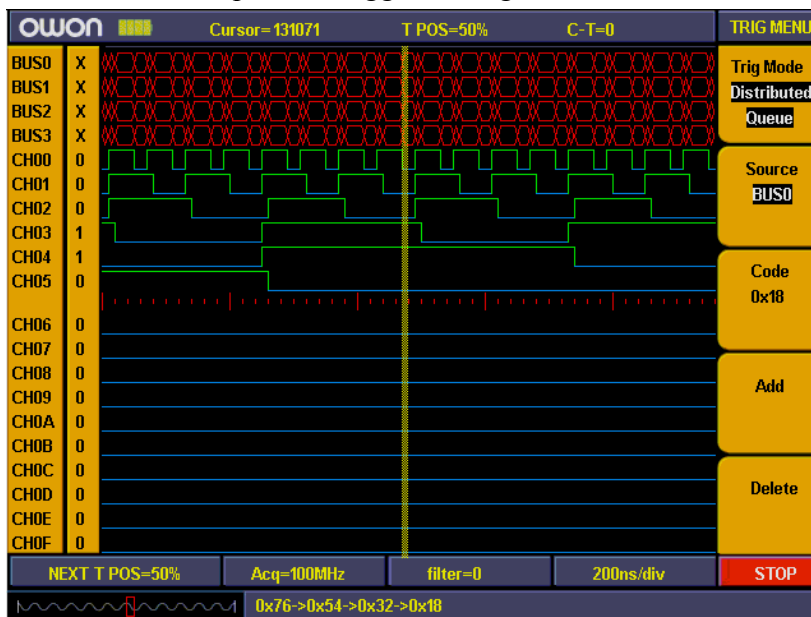 owon Cursor=131071 T POS=50% C-T=0 TRIG MENU
BUS0 X
BUS1 X
BUS2 X
BUS3 X
CH00 0
CH01 0
CH02 0
CH03 1
CH04 1
CH05 0
CH06 0
CH07 0
CH08 0
CH09 0
CH0A 0
CH0B 0
CH0C 0
CH0D 0
CH0E 0
CH0F 0
Trig Mode
Distributed
Queue
Source
BUS0
Code
0x18
Add
Delete
NEXT T POS=50% Acq=100MHz filter=0 200ns/div STOP
0x76->0x54->0x32->0x18